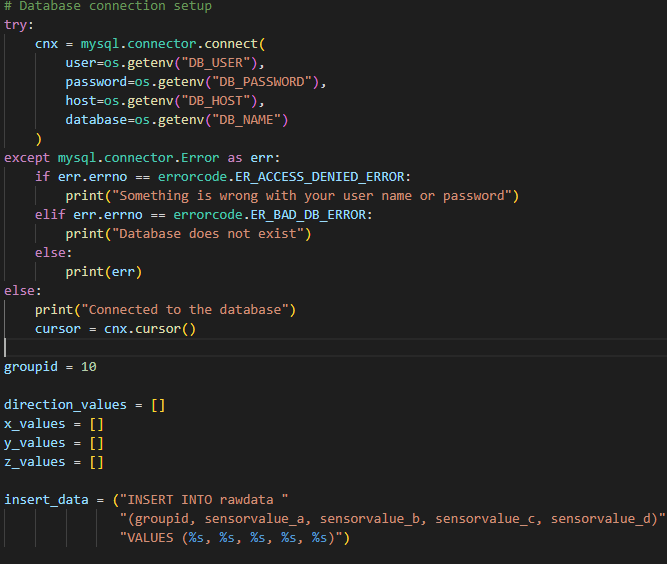 # Database connection setup
try:
    cnx = mysql.connector.connect(
        user=os.getenv("DB_USER"),
        password=os.getenv("DB_PASSWORD"),
        host=os.getenv("DB_HOST"),
        database=os.getenv("DB_NAME")
    )
except mysql.connector.Error as err:
    if err.errno == errorcode.ER_ACCESS_DENIED_ERROR:
        print("Something is wrong with your user name or password")
    elif err.errno == errorcode.ER_BAD_DB_ERROR:
        print("Database does not exist")
    else:
        print(err)
else:
    print("Connected to the database")
    cursor = cnx.cursor()

groupid = 10

direction_values = []
x_values = []
y_values = []
z_values = []

insert_data = ("INSERT INTO rawdata "
               "(groupid, sensorvalue_a, sensorvalue_b, sensorvalue_c, sensorvalue_d)"
               "VALUES (%s, %s, %s, %s, %s)")